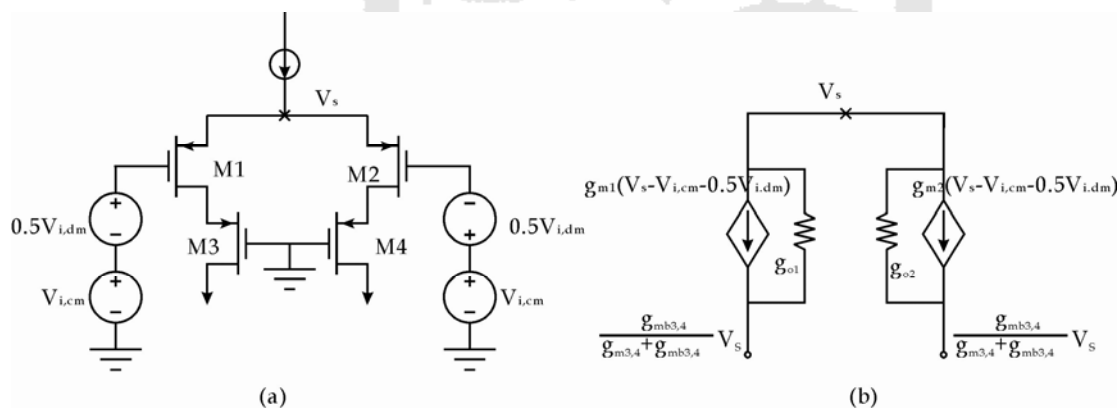 Vs
M1
M2
M3
M4
0.5Vi,dm
0.5Vi,dm
Vi,cm
Vi,cm
+
−
+
−
−
+
+
−
(a)
Vs
gm1(Vs-Vi,cm-0.5Vi.dm)
gm2(Vs-Vi,cm-0.5Vi.dm)
go1
go2
gmb3,4
gm3,4+gmb3,4
VS
gmb3,4
gm3,4+gmb3,4
VS
(b)